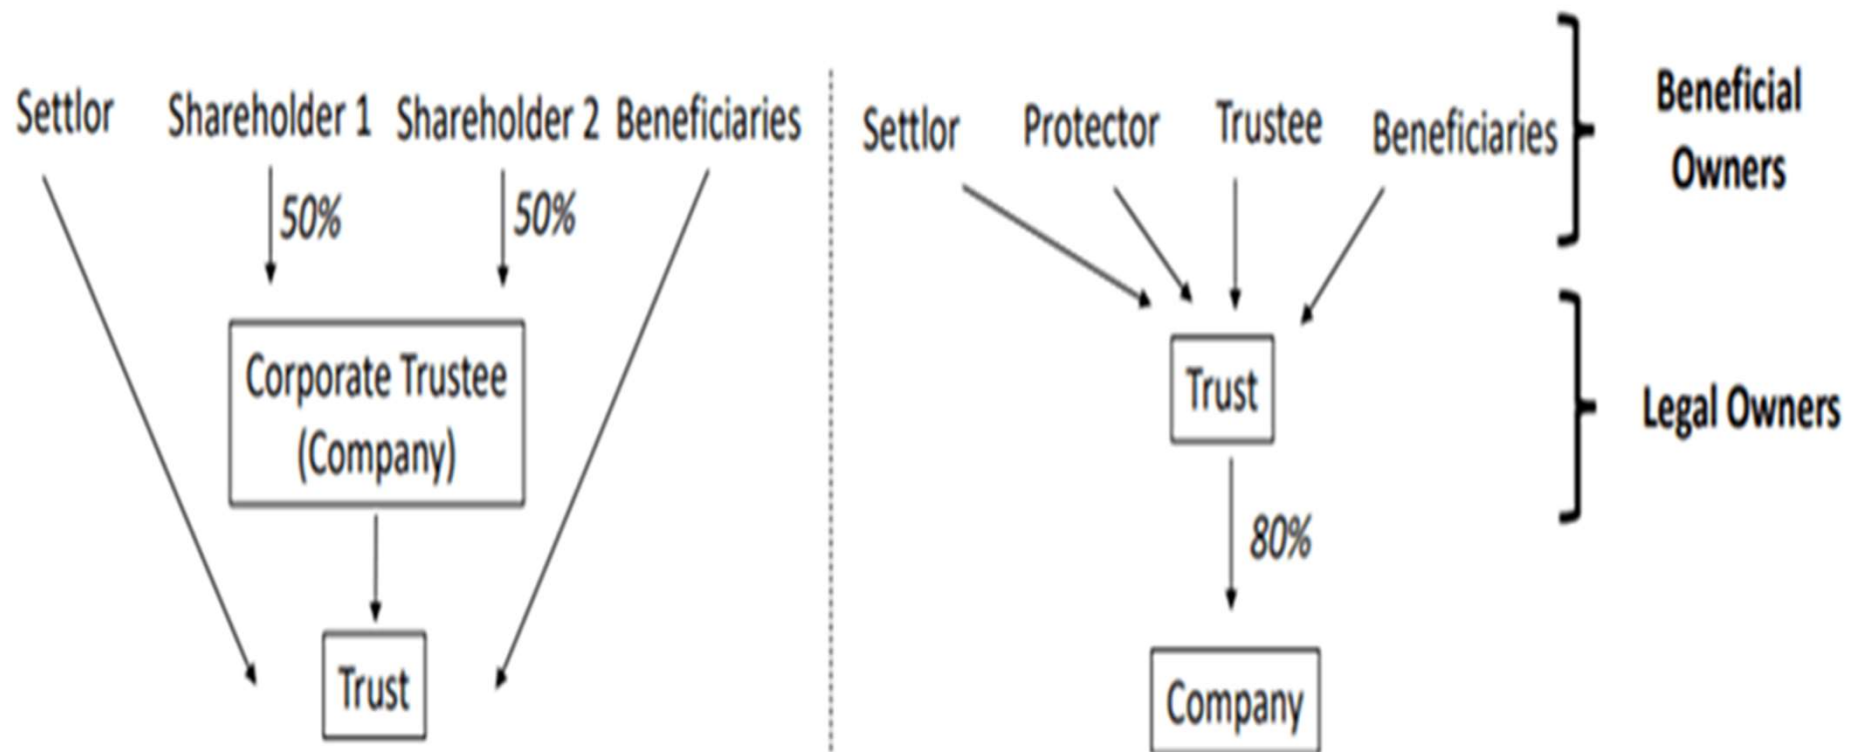 Settlor
Shareholder 1
Shareholder 2
Beneficiaries
50%
50%
Corporate Trustee
(Company)
Trust
Settlor
Protector
Trustee
Beneficiaries
Trust
80%
Company
Beneficial
Owners
Legal Owners